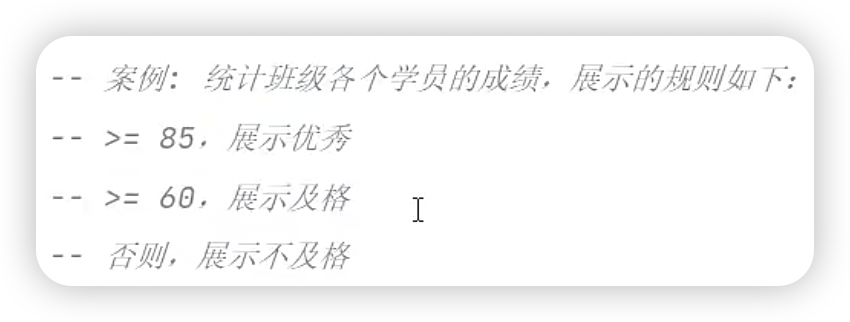 -- 案例: 统计班级各个学员的成绩，展示的规则如下：
-- >= 85，展示优秀
-- >= 60，展示及格
-- 否则，展示不及格